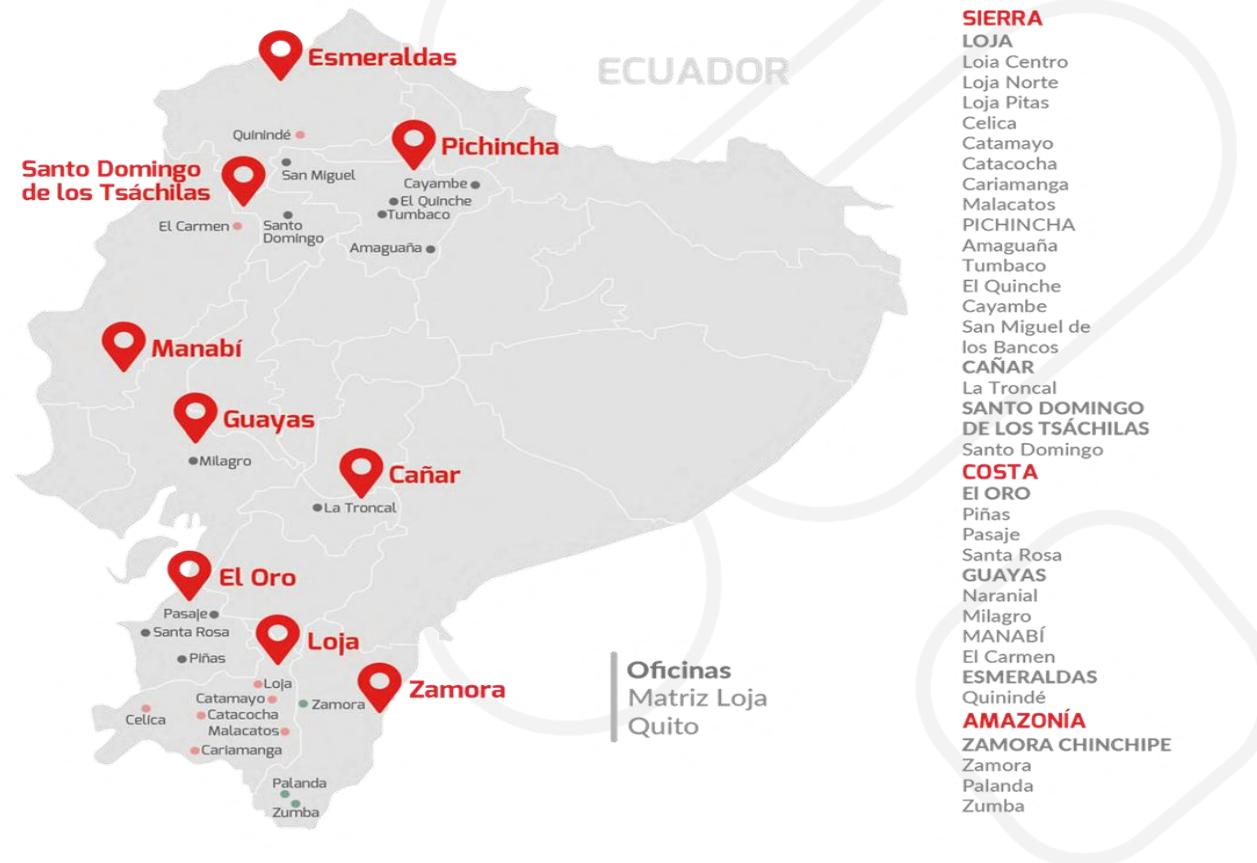 ECUADOR
Esmeraldas
Quinindé
Pichincha
Santo Domingo
de los Tsáchilas
San Miguel
Cayambe
El Quinche
Tumbaco
El Carmen
Santo
Domingo
Amaguaña
Manabí
Guayas
Milagro
Cañar
La Troncal
El Oro
Pasaje
Santa Rosa
Piñas
Loja
Loja
Catamayo
Catacocha
Malacatos
Cariamanga
Celica
Zamora
Zamora
Palanda
Zumba
Oficinas
Matriz Loja
Quito
SIERRA
LOJA
Loia Centro
Loja Norte
Loja Pitas
Celica
Catamayo
Catacocha
Cariamanga
Malacatos
PICHINCHA
Amaguaña
Tumbaco
El Quinche
Cayambe
San Miguel de
los Bancos
CAÑAR
La Troncal
SANTO DOMINGO
DE LOS TSÁCHILAS
Santo Domingo
COSTA
El ORO
Piñas
Pasaje
Santa Rosa
GUAYAS
Naranial
Milagro
MANABÍ
El Carmen
ESMERALDAS
Quinindé
AMAZONÍA
ZAMORA CHINCHIPE
Zamora
Palanda
Zumba